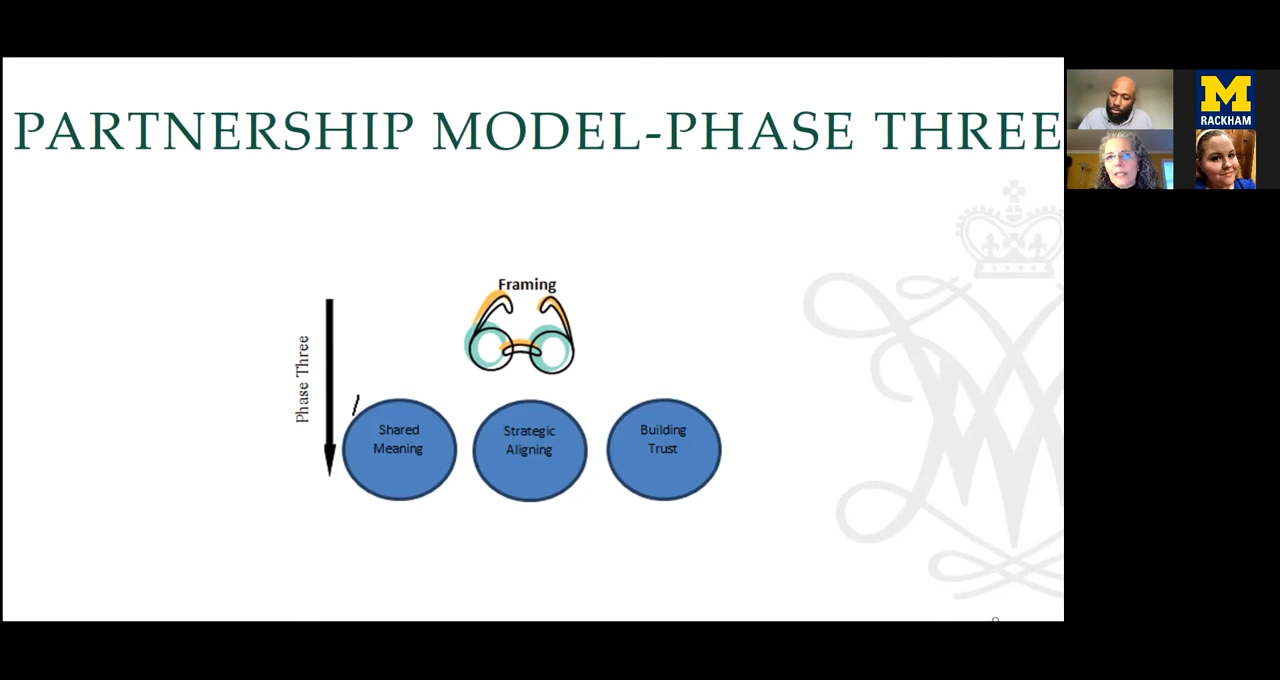 PARTNERSHIP MODEL-PHASE THREE
M
RACKHAM
Framing
Phase Three
Shared
Meaning
Strategic
Aligning
Building
Trust